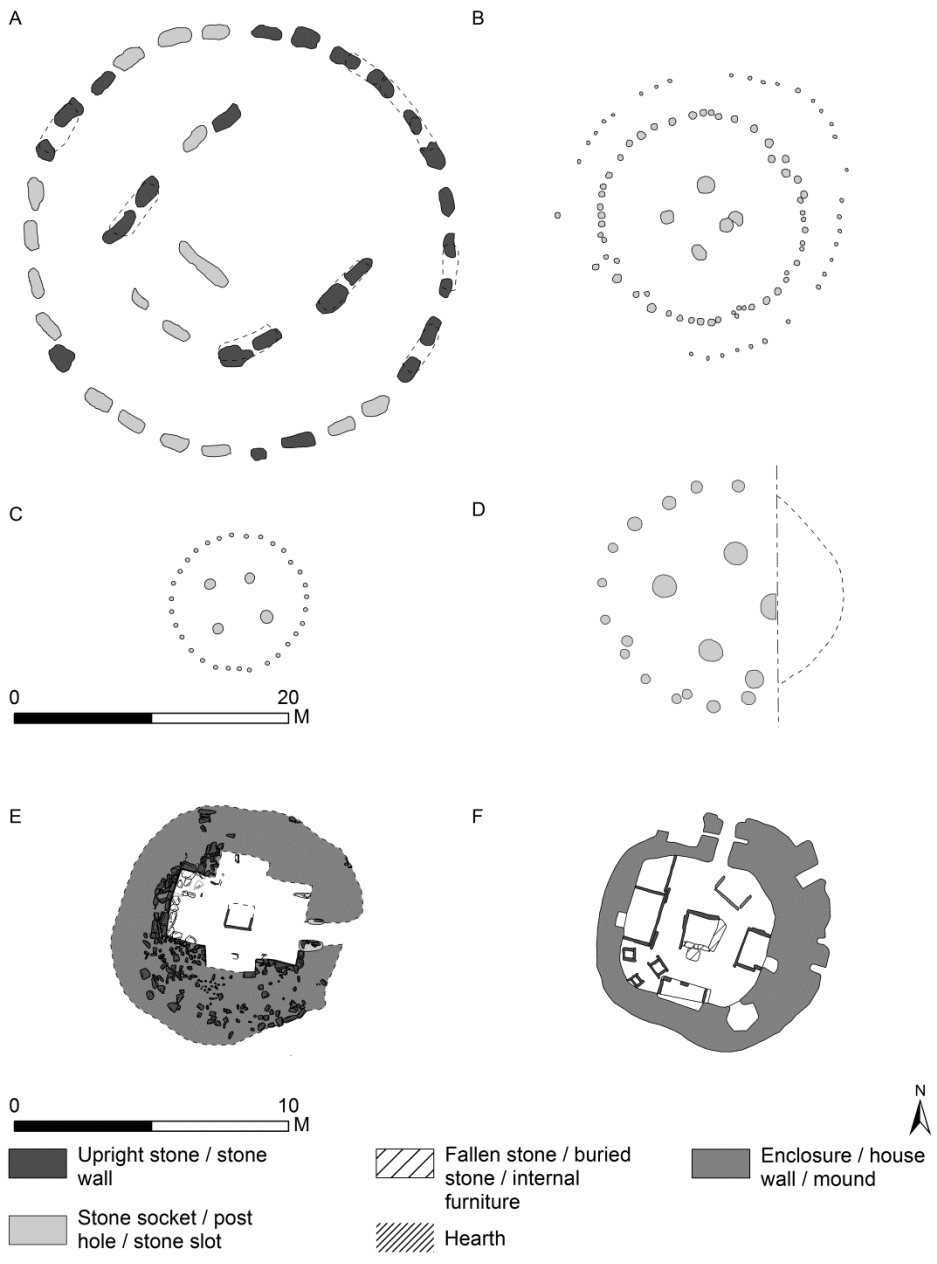 A
B
C
D
0
20
M
E
F
0
10
M
N
Upright stone / stone
wall
Fallen stone / buried
stone / internal
furniture
Enclosure / house
wall / mound
Stone socket / post
hole / stone slot
Hearth